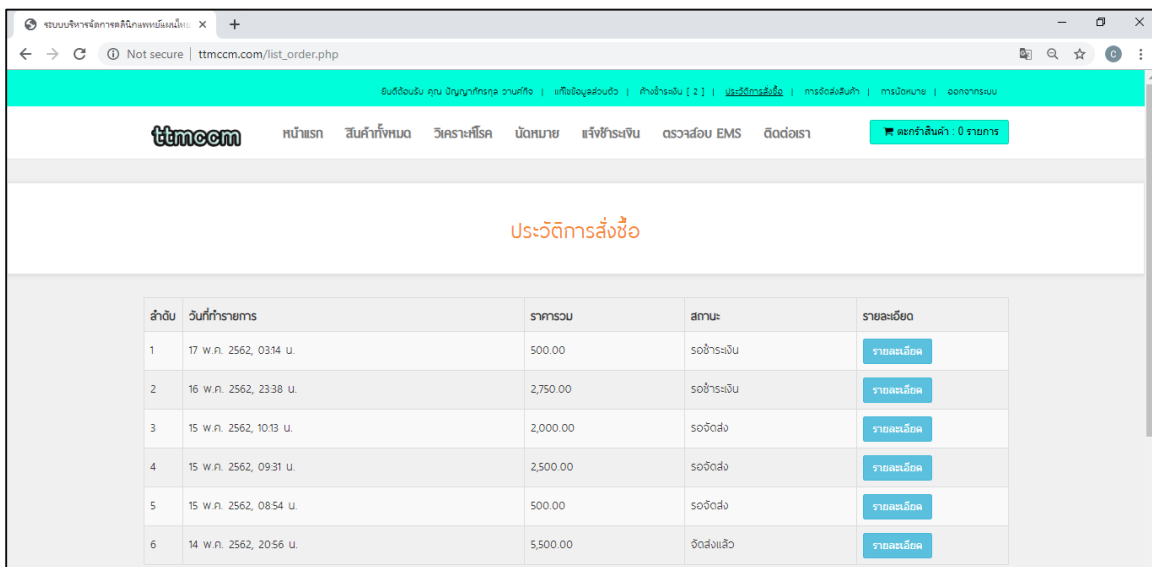 ระบบบริหารจัดการคลินิกแพทย์แผนไทย
Not secure | ttmccm.com/list_order.php
C
ยินดีต้อนรับ คุณ ปัญญาภัทรกุล | แก้ไขข้อมูลส่วนตัว | ค้างชำระเงิน [ 2 ] | ประวัติการสั่งซื้อ | การจัดส่งสินค้า | การนัดหมาย | ออกจากระบบ
ttmccm หน้าแรก สินค้าทั้งหมด วิเคราะห์โรค นัดหมาย แจ้งชำระเงิน ตรวจสอบ EMS ติดต่อเรา ตะกร้าสินค้า : 0 รายการ
ประวัติการสั่งซื้อ
ลำดับ วันที่ทำรายการ ราคารวม สถานะ รายละเอียด
1 17 พ.ค. 2562, 03:14 น. 500.00 รอชำระเงิน รายละเอียด
2 16 พ.ค. 2562, 23:38 น. 2,750.00 รอชำระเงิน รายละเอียด
3 15 พ.ค. 2562, 10:13 น. 2,000.00 รอจัดส่ง รายละเอียด
4 15 พ.ค. 2562, 09:31 น. 2,500.00 รอจัดส่ง รายละเอียด
5 15 พ.ค. 2562, 08:54 น. 500.00 รอจัดส่ง รายละเอียด
6 14 พ.ค. 2562, 20:56 น. 5,500.00 จัดส่งแล้ว รายละเอียด